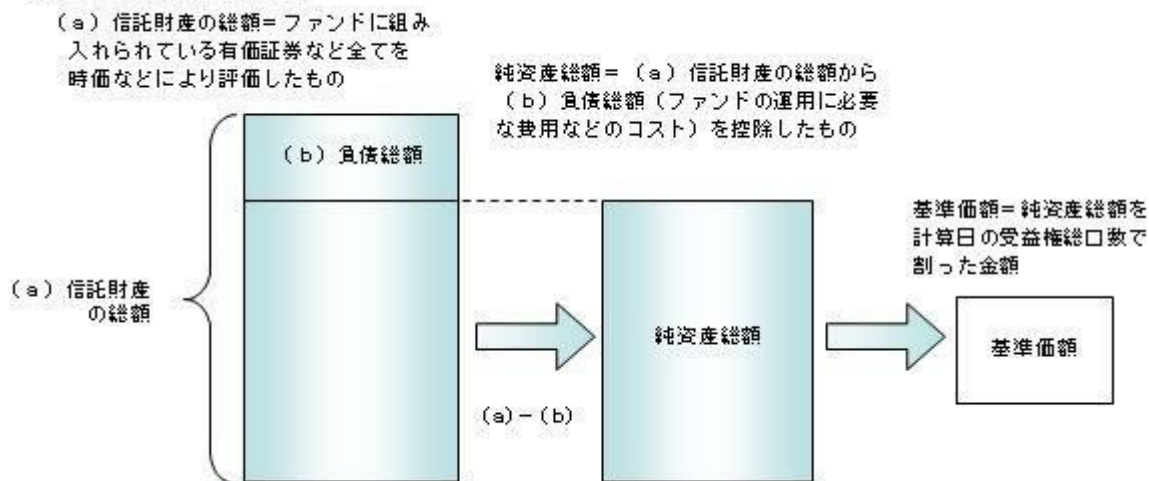 (a)信託財産の総額=ファンドに組み
入れられている有価証券など全てを
時価などにより評価したもの
純資産総額=(a)信託財産の総額から
(b)負債総額(ファンドの運用に必要
な費用などのコスト)を控除したもの
(b)負債総額
基準価額=純資産総額を
計算日の受益権総口数で
割った金額
(a)信託財産
の総額
純資産総額
基準価額
(a)-(b)